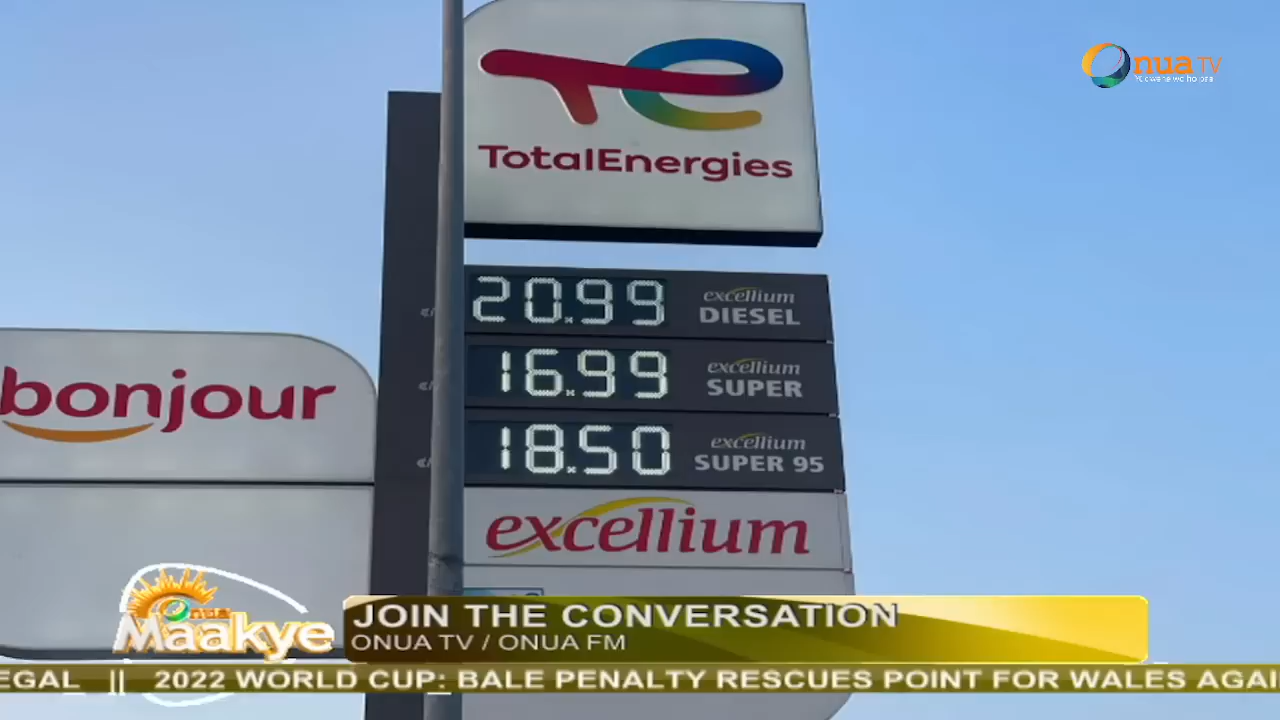 Onua TV
TotalEnergies
20.99 excellium DIESEL
16.99 excellium SUPER
18.50 excellium SUPER 95
bonjour
excellium
Onua
Maakye
JOIN THE CONVERSATION
ONUA TV / ONUA FM
EGAL || 2022 WORLD CUP: BALE PENALTY RESCUES POINT FOR WALES AGAI